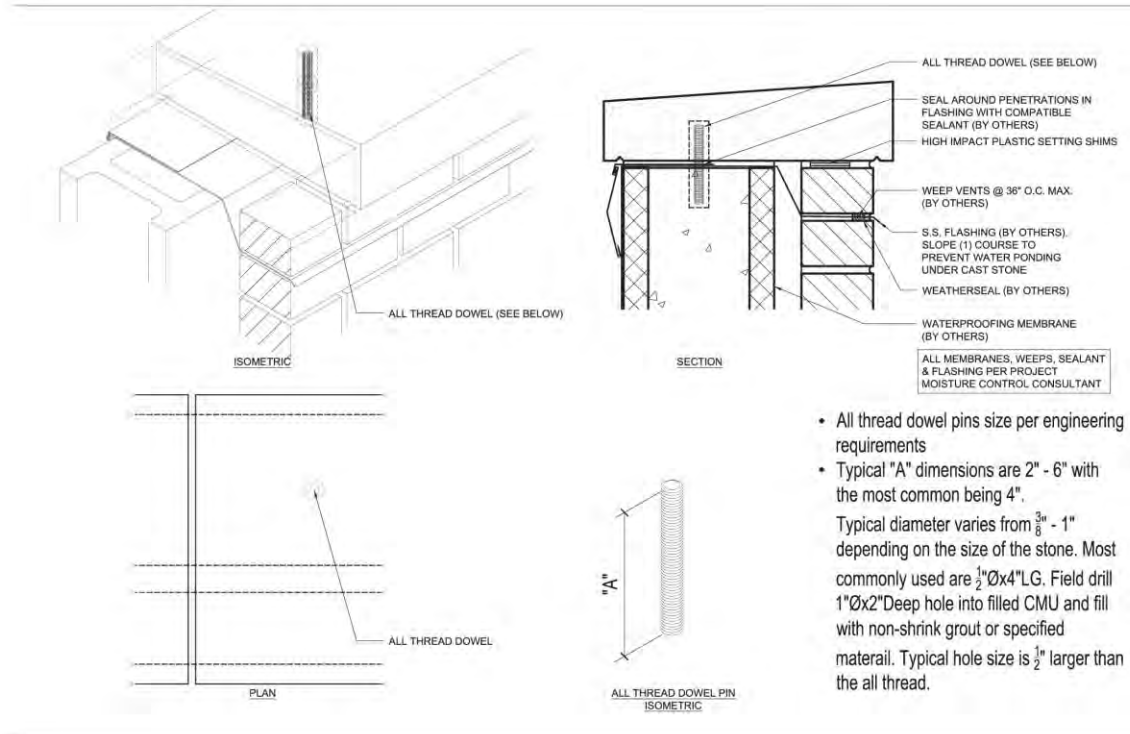 ALL THREAD DOWEL (SEE BELOW)
ISOMETRIC
ALL THREAD DOWEL (SEE BELOW)
SEAL AROUND PENETRATIONS IN
FLASHING WITH COMPATIBLE
SEALANT (BY OTHERS)
HIGH IMPACT PLASTIC SETTING SHIMS
WEEP VENTS @ 36" O.C. MAX.
(BY OTHERS)
S.S. FLASHING (BY OTHERS).
SLOPE (1) COURSE TO
PREVENT WATER PONDING
UNDER CAST STONE
WEATHERSEAL (BY OTHERS)
WATERPROOFING MEMBRANE
(BY OTHERS)
SECTION
ALL MEMBRANES, WEEPS, SEALANT
& FLASHING PER PROJECT
MOISTURE CONTROL CONSULTANT
ALL THREAD DOWEL
PLAN
"A"
ALL THREAD DOWEL PIN
ISOMETRIC
• All thread dowel pins size per engineering
requirements
• Typical "A" dimensions are 2" - 6" with
the most common being 4".
Typical diameter varies from 3/8" - 1"
depending on the size of the stone. Most
commonly used are 1/2"Øx4"LG. Field drill
1"Øx2"Deep hole into filled CMU and fill
with non-shrink grout or specified
materail. Typical hole size is 1/2" larger than
the all thread.